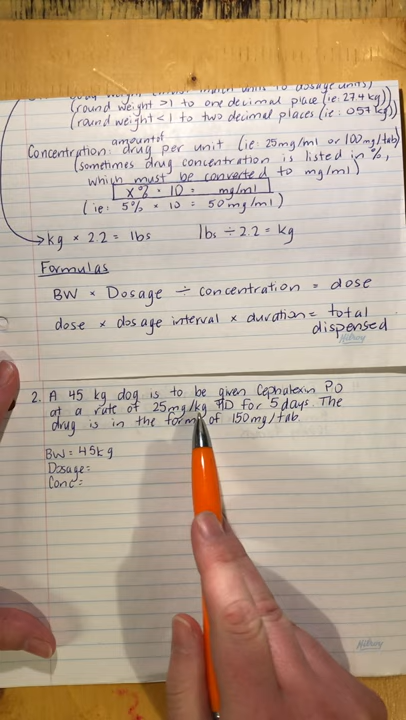 (round weight >1 to one decimal place (ie: 27.4 kg))
(round weight <1 to two decimal places (ie: 0.57 kg))
amount of
Concentration: drug per unit (ie: 25mg/ml or 100mg/tab)
(sometimes drug concentration is listed in %,
which must be converted to mg/ml)
X% · 10 = mg/ml
(ie: 5% × 10 = 50mg/ml)
kg × 2.2 = lbs lbs ÷ 2.2 = kg
Formulas
BW × Dosage ÷ concentration = dose
dose × dosage interval × duration = total
dispensed
Hilroy
2. A 45 kg dog is to be given Cephalexin PO
at a rate of 25mg/kg for 5 days. The
drug is in the form of 150mg/tab.
BW = 45kg
Dosage =
Conc =
Hilroy